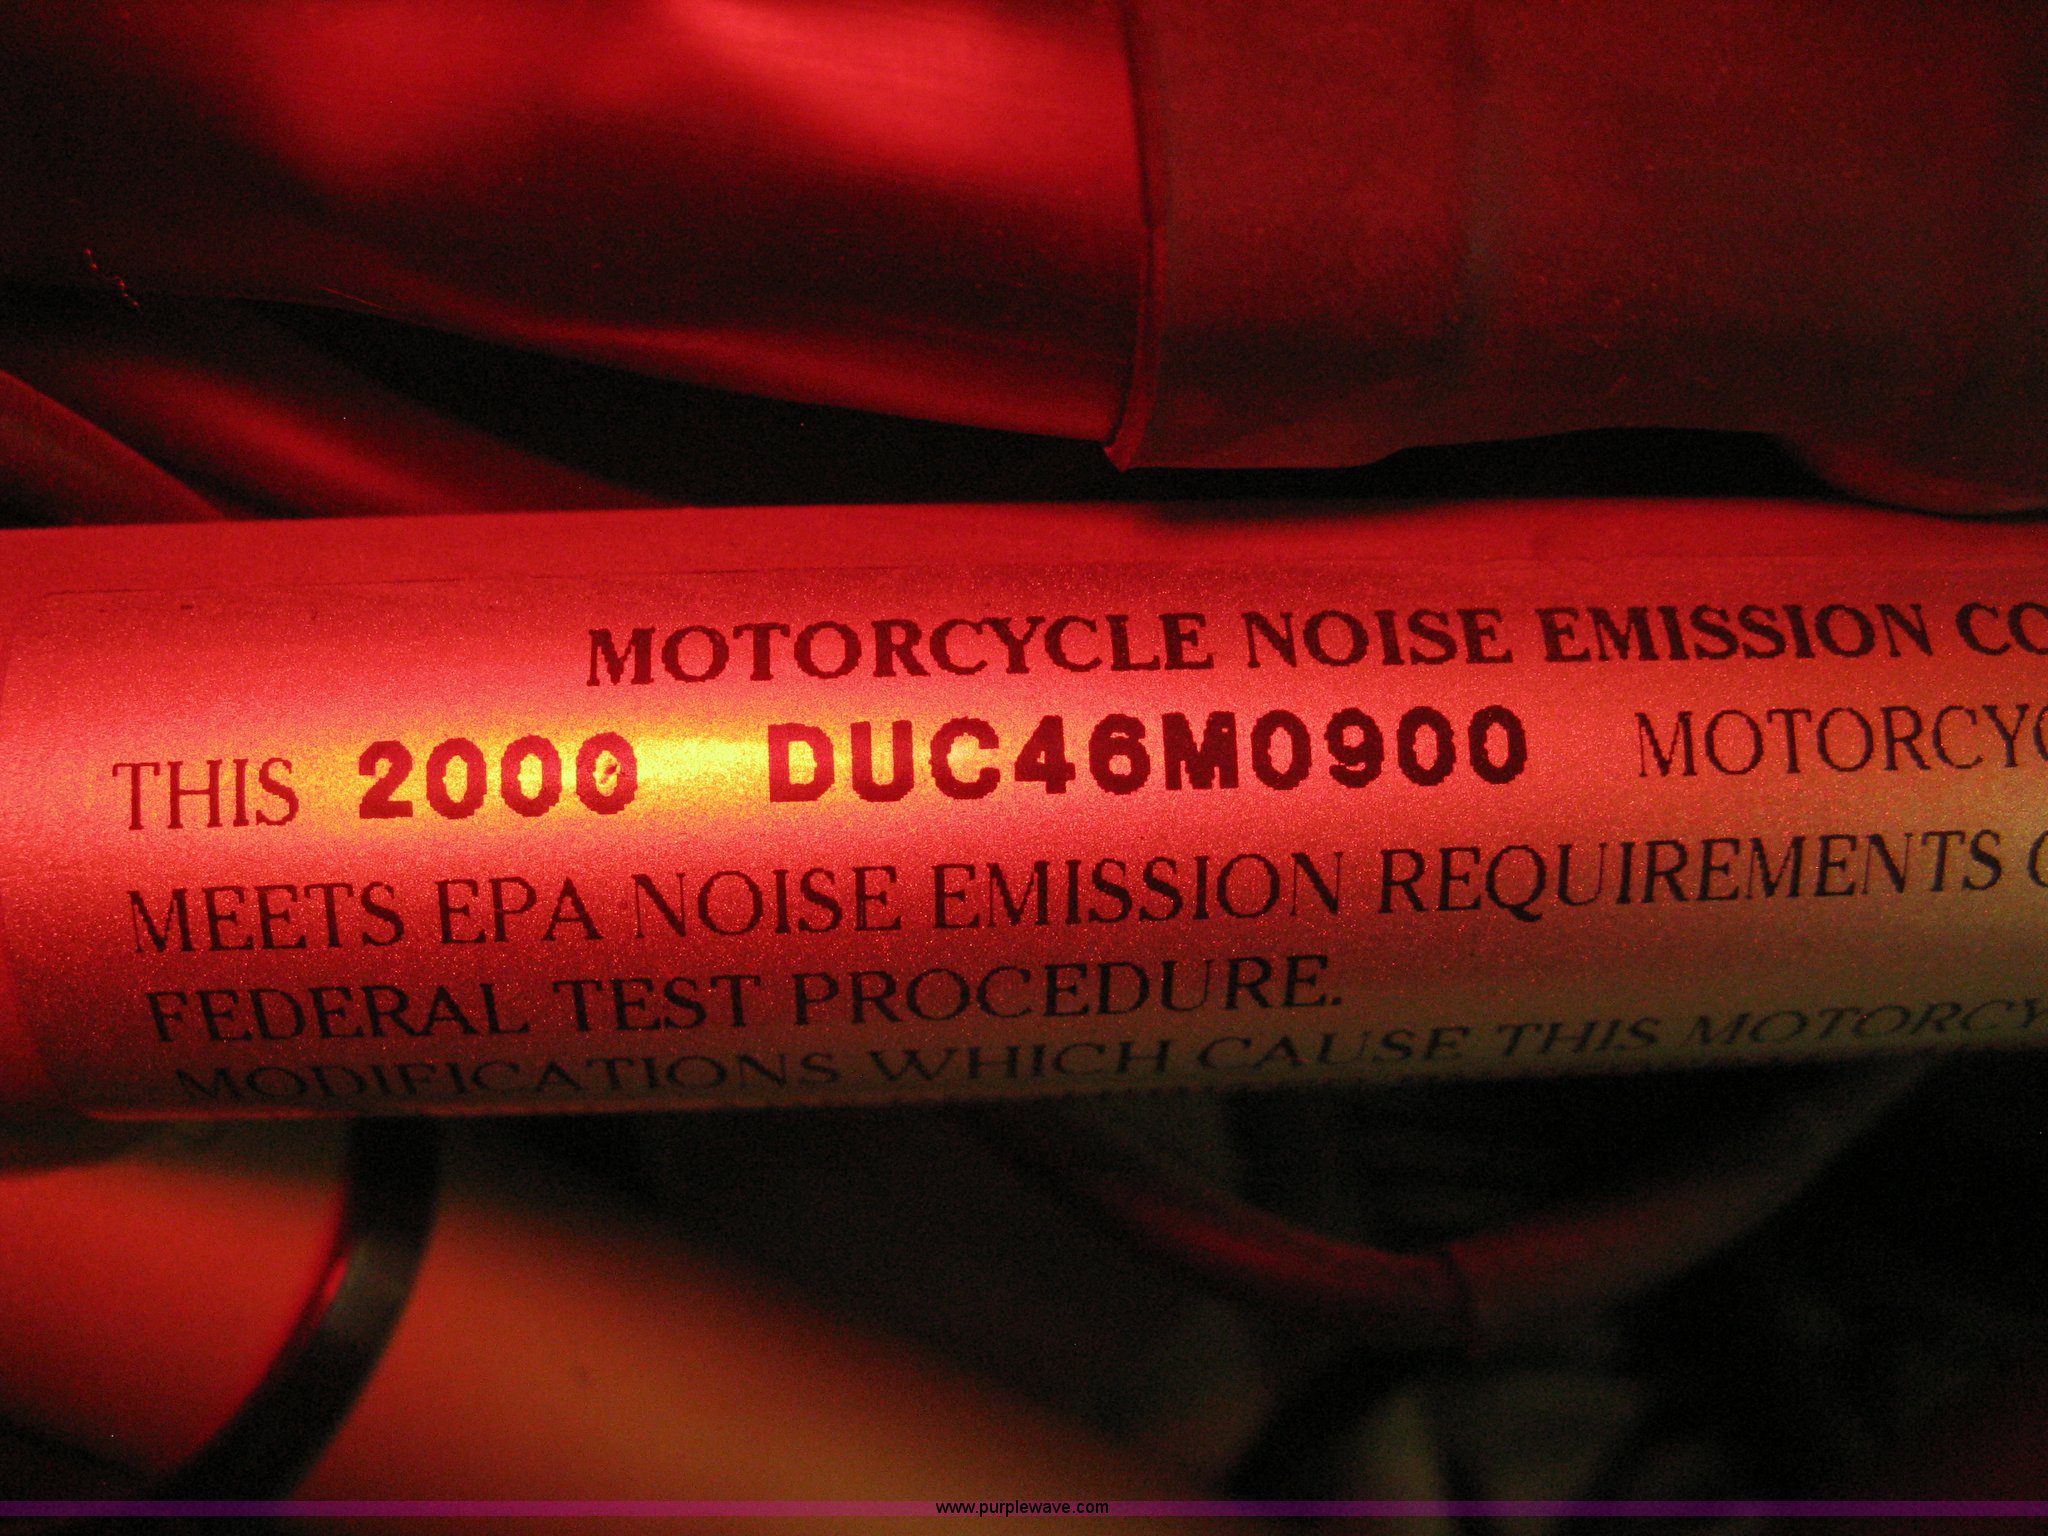 MOTORCYCLE NOISE EMISSION CO
THIS 2000 DUC46M0900 MOTORCYC
MEETS EPA NOISE EMISSION REQUIREMENTS O
FEDERAL TEST PROCEDURE.
MODIFICATIONS WHICH CAUSE THIS MOTORCY
www.purplewave.com